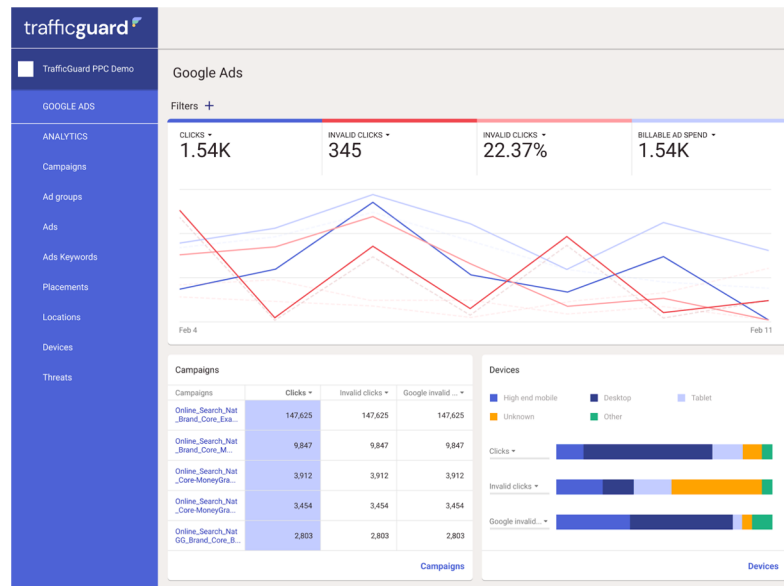 trafficguard
TrafficGuard PPC Demo
GOOGLE ADS
ANALYTICS
Campaigns
Ad groups
Ads
Ads Keywords
Placements
Locations
Devices
Threats
Google Ads
Filters +
CLICKS
1.54K
INVALID CLICKS
345
INVALID CLICKS
22.37%
BILLABLE AD SPEND
1.54K
Feb 4 Feb 11
Campaigns
Campaigns Clicks Invalid clicks Google invalid ...
Online_Search_Nat
_Brand_Core_Exa... 147,625 147,625 147,625
Online_Search_Nat
_Brand_Core_M... 9,847 9,847 9,847
Online_Search_Nat
_Core-MoneyGra... 3,912 3,912 3,912
Online_Search_Nat
_Core-MoneyGra... 3,454 3,454 3,454
Online_Search_Nat
GG_Brand_Core_B... 2,803 2,803 2,803
Campaigns
Devices
High end mobile Desktop Tablet
Unknown Other
Clicks
Invalid clicks
Google invalid...
Devices